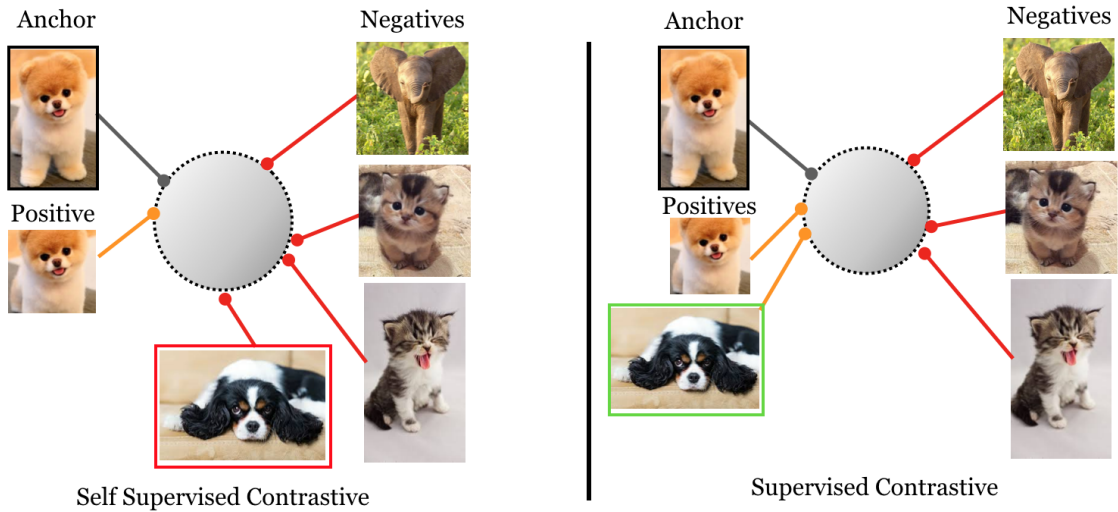 Anchor
Negatives
Positive
Self Supervised Contrastive
Anchor
Negatives
Positives
Supervised Contrastive